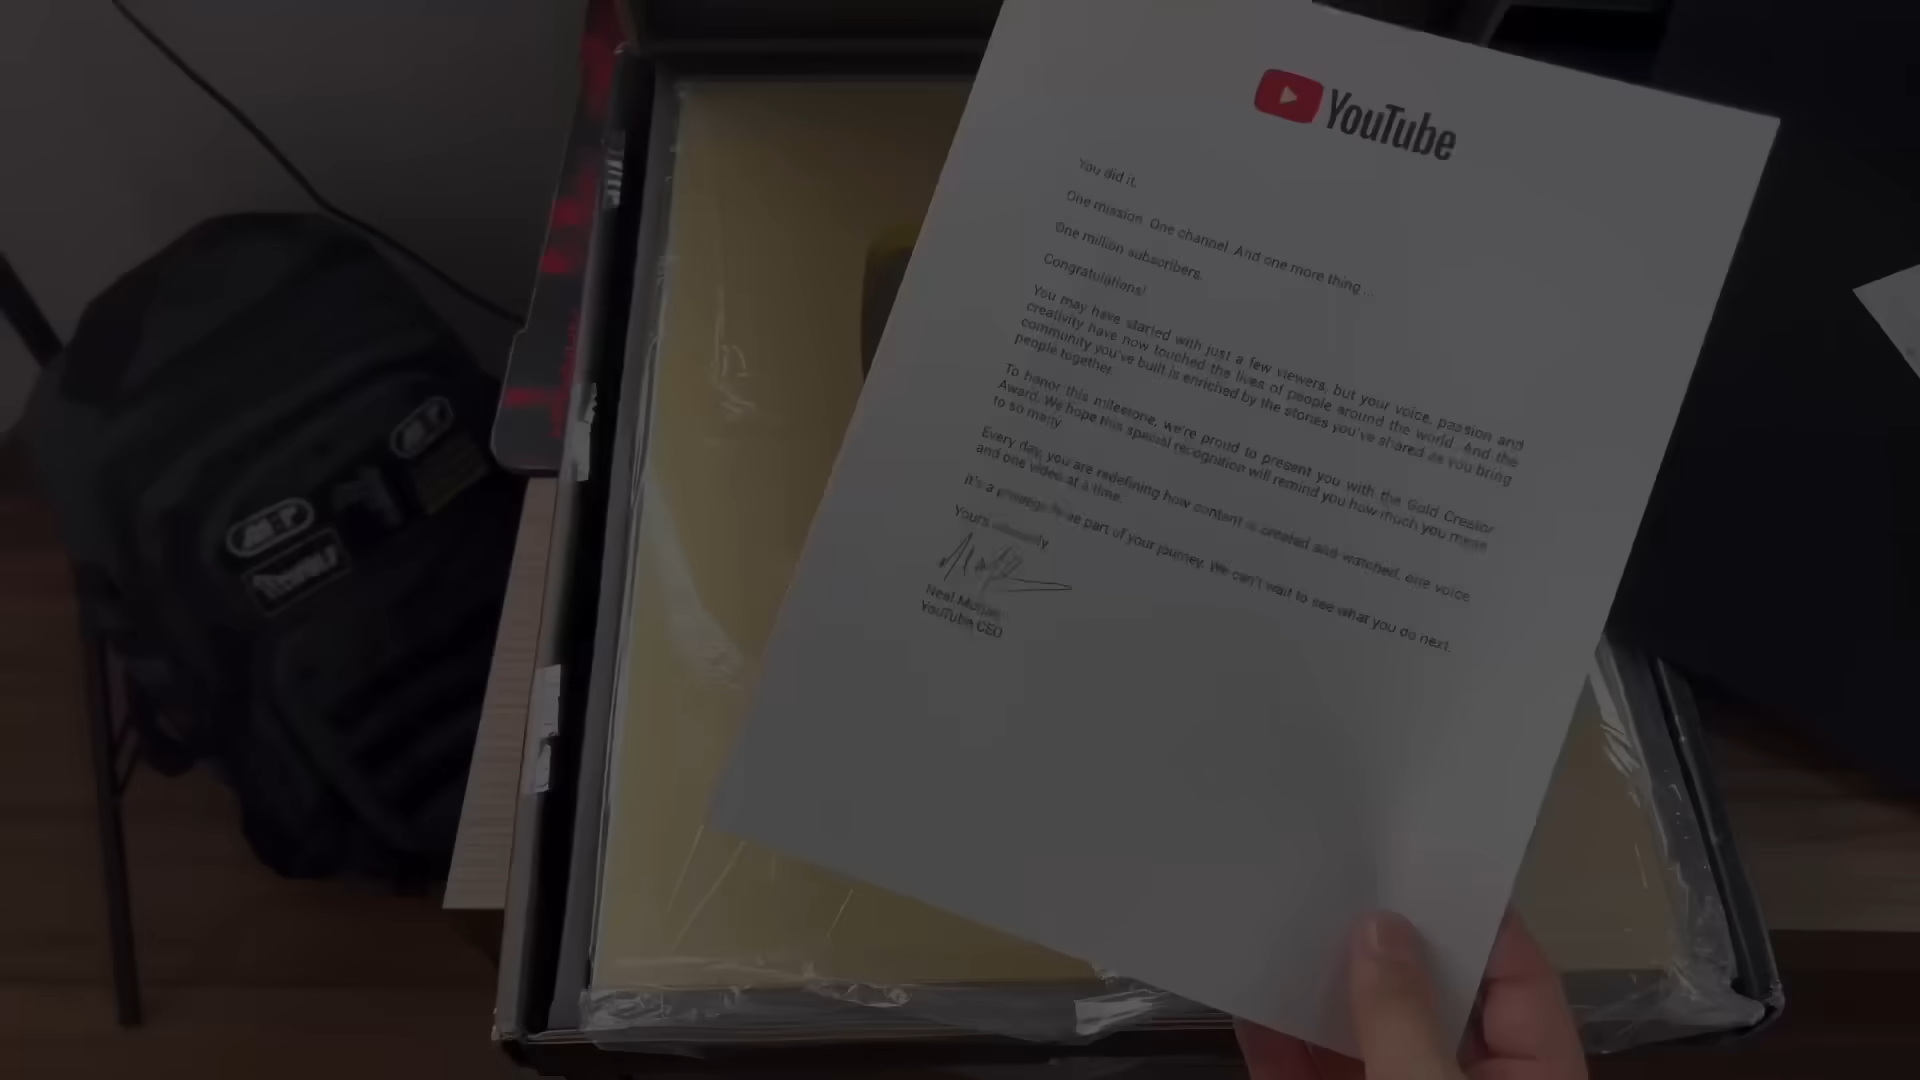 YouTube
You did it.
One mission. One channel. And one more thing ...
One million subscribers.
Congratulations!
You may have started with just a few viewers, but your voice, passion and
creativity have now touched the lives of people around the world. And the
community you've built is enriched by the stories you've shared as you bring
people together.
To honor this milestone, we're proud to present you with the Gold Creator
Award. We hope this special recognition will remind you how much you mean
to so many.
Every day, you are redefining how content is created and watched, one voice
and one video at a time.
It's a privilege to be part of your journey. We can't wait to see what you do next.
Yours
Neal Mohan
YouTube CEO